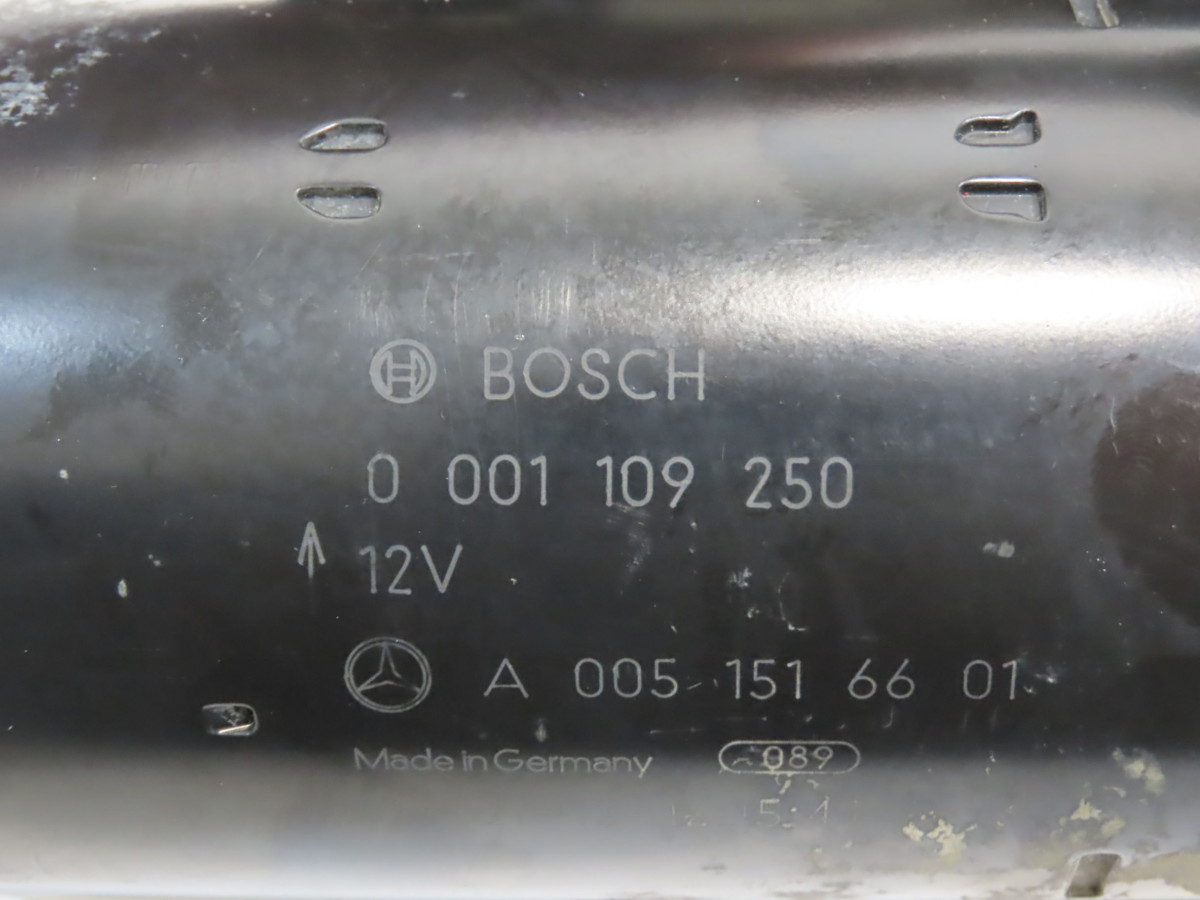 BOSCH
0 001 109 250
12V
A 005 151 66 01
Made in Germany 089